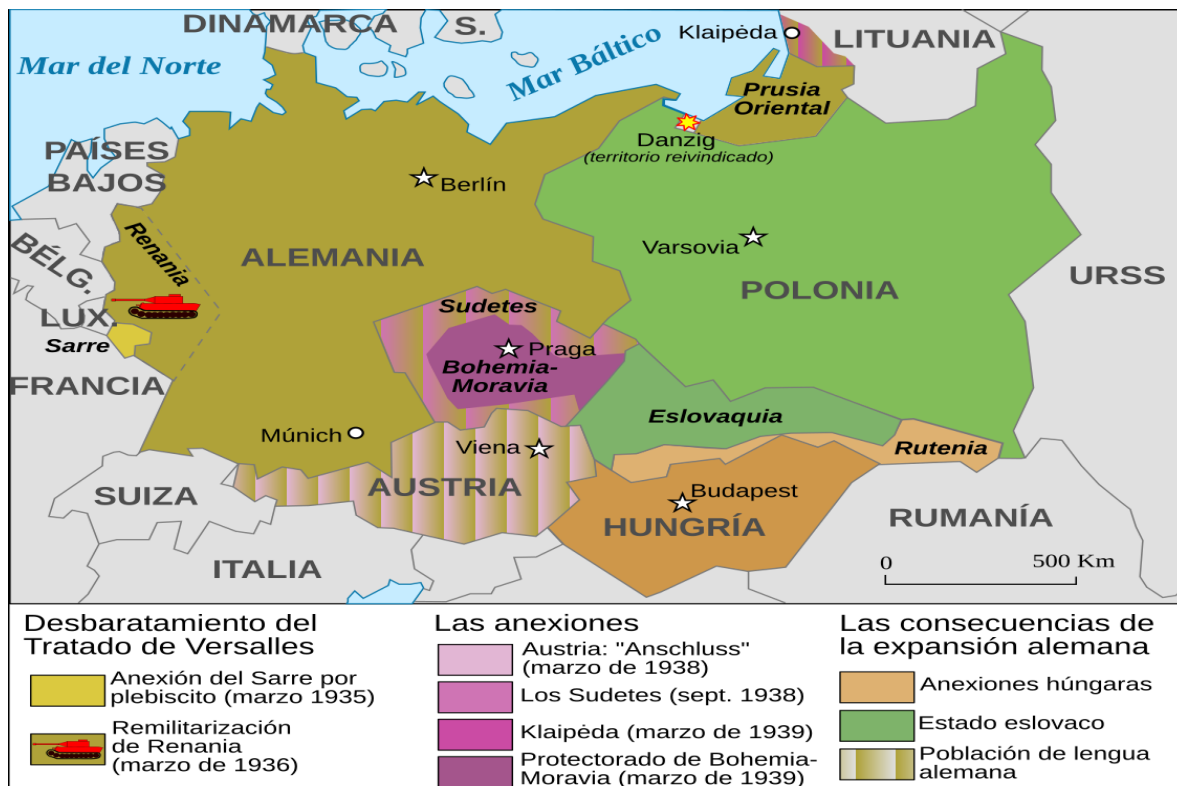 DINAMARCA
S.
Mar del Norte
Mar Báltico
Klaipėda
LITUANIA
Prusia
Oriental
PAÍSES
BAJOS
Danzig
(territorio reivindicado)
Berlín
Renania
BÉLG.
ALEMANIA
Varsovia
POLONIA
URSS
LUX.
Sarre
Sudetes
Praga
Bohemia-
Moravia
FRANCIA
Eslovaquia
Múnich
Viena
Rutenia
SUIZA
AUSTRIA
Budapest
HUNGRÍA
RUMANÍA
ITALIA
0 500 Km
Desbaratamiento del
Tratado de Versalles
Anexión del Sarre por
plebiscito (marzo 1935)
Remilitarización
de Renania
(marzo de 1936)
Las anexiones
Austria: "Anschluss"
(marzo de 1938)
Los Sudetes (sept. 1938)
Klaipėda (marzo de 1939)
Protectorado de Bohemia-
Moravia (marzo de 1939)
Las consecuencias de
la expansión alemana
Anexiones húngaras
Estado eslovaco
Población de lengua
alemana